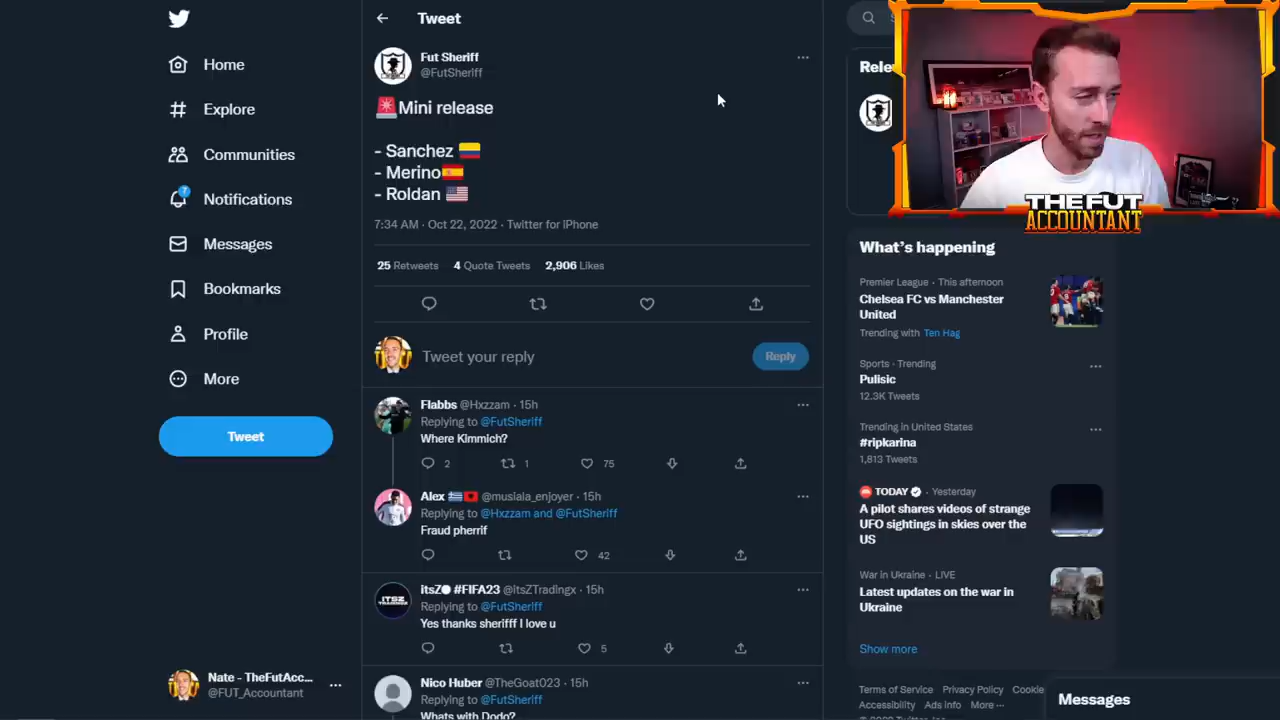 Home
Explore
Communities
7
Notifications
Messages
Bookmarks
Profile
More
Tweet
Nate - TheFutAcc...
@FUT_Accountant
Tweet
Fut Sheriff
@FutSheriff
🚨Mini release
- Sanchez 🇨🇴
- Merino🇪🇸
- Roldan 🇺🇸
7:34 AM · Oct 22, 2022 · Twitter for iPhone
25 Retweets 4 Quote Tweets 2,906 Likes
Tweet your reply
Reply
Flabbs @Hxzzam · 15h
Replying to @FutSheriff
Where Kimmich?
2 1 75
Alex 🇬🇷🇦🇱 @musiala_enjoyer · 15h
Replying to @Hxzzam and @FutSheriff
Fraud pherrif
42
ItsZ #FIFA23 @ItsZTradingx · 15h
Replying to @FutSheriff
Yes thanks sherifff I love u
5
Nico Huber @TheGoat023 · 15h
Replying to @FutSheriff
Whats with Dodo?
THE FUT
ACCOUNTANT
Rele
What's happening
Premier League · This afternoon
Chelsea FC vs Manchester
United
Trending with Ten Hag
Sports · Trending
Pulisic
12.3K Tweets
Trending in United States
#ripkarina
1,813 Tweets
TODAY · Yesterday
A pilot shares videos of strange
UFO sightings in skies over the
US
War in Ukraine · LIVE
Latest updates on the war in
Ukraine
Show more
Terms of Service Privacy Policy Cookie
Accessibility Ads info More ···
Messages